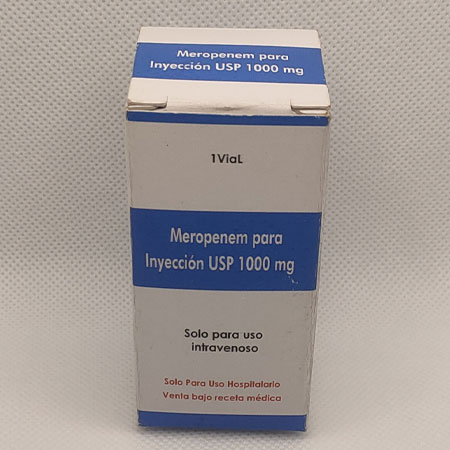 Meropenem para
Inyección USP 1000 mg
1ViaL
Meropenem para
Inyección USP 1000 mg
Solo para uso
intravenoso
Solo Para Uso Hospitalario
Venta bajo receta médica